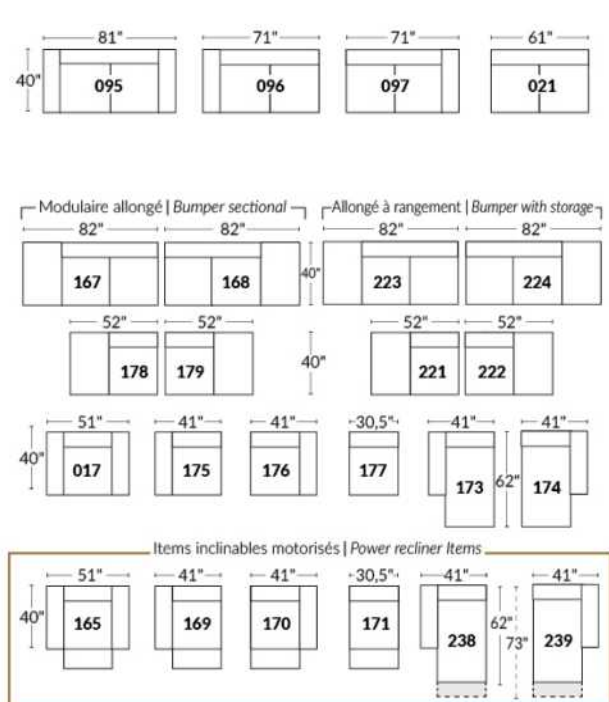 81" 71" 71" 61"
40" 095 096 097 021
Modulaire allongé | Bumper sectional Allongé à rangement | Bumper with storage
82" 82" 82" 82"
167 168 40" 223 224
52" 52" 52" 52"
178 179 40" 221 222
51" 41" 41" 30,5" 41" 41"
40" 017 175 176 177 173 62" 174
Items inclinables motorisés | Power recliner Items
51" 41" 41" 30,5" 41" 41"
40" 165 169 170 171 238 62" 73" 239